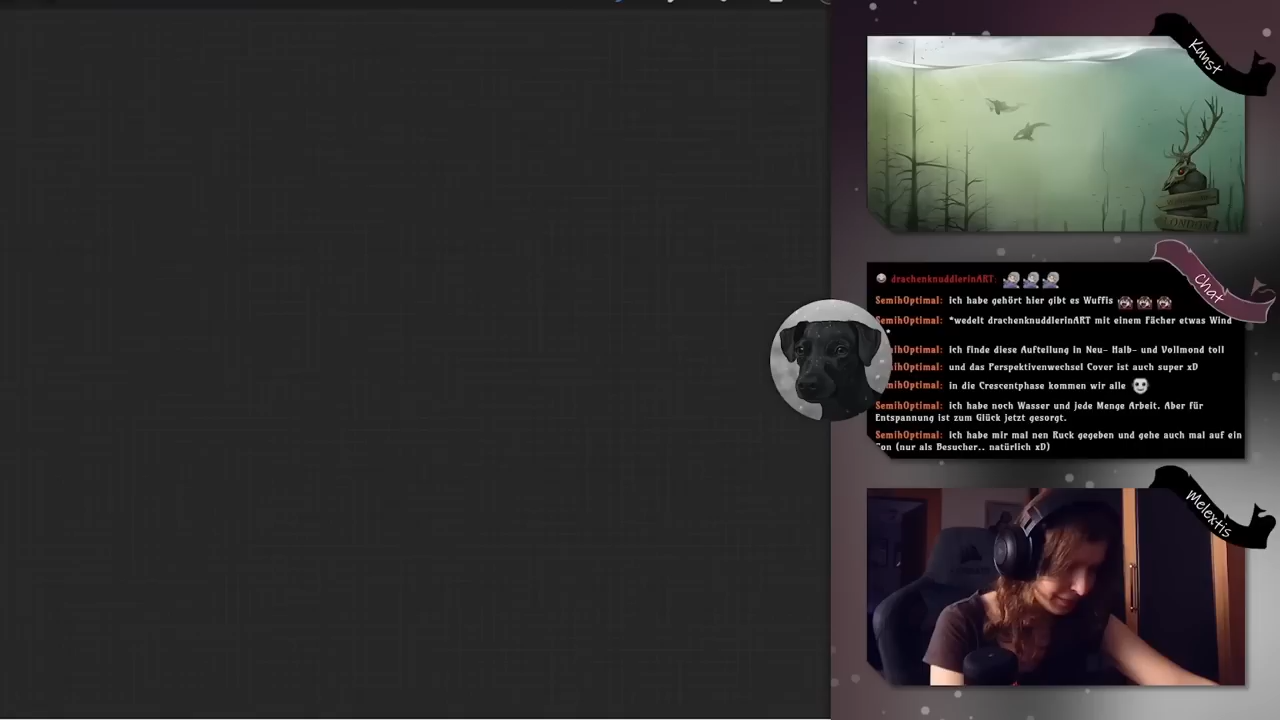 Kunst
Chat
drachenknuddlerinART:
SemihOptimal: ich habe gehört hier gibt es Wuffis
SemihOptimal: *wedelt drachenknuddlerinART mit einem Fächer etwas Wind
*
ihOptimal: ich finde diese Aufteilung in Neu- Halb- und Vollmond toll
ihOptimal: und das Perspektivenwechsel Cover ist auch super xD
ihOptimal: in die Crescentphase kommen wir alle
SemihOptimal: ich habe noch Wasser und jede Menge Arbeit. Aber für
Entspannung ist zum Glück jetzt gesorgt.
SemihOptimal: ich habe mir mal nen Ruck gegeben und gehe auch mal auf ein
Con (nur als Besucher.. natürlich xD)
Melextis